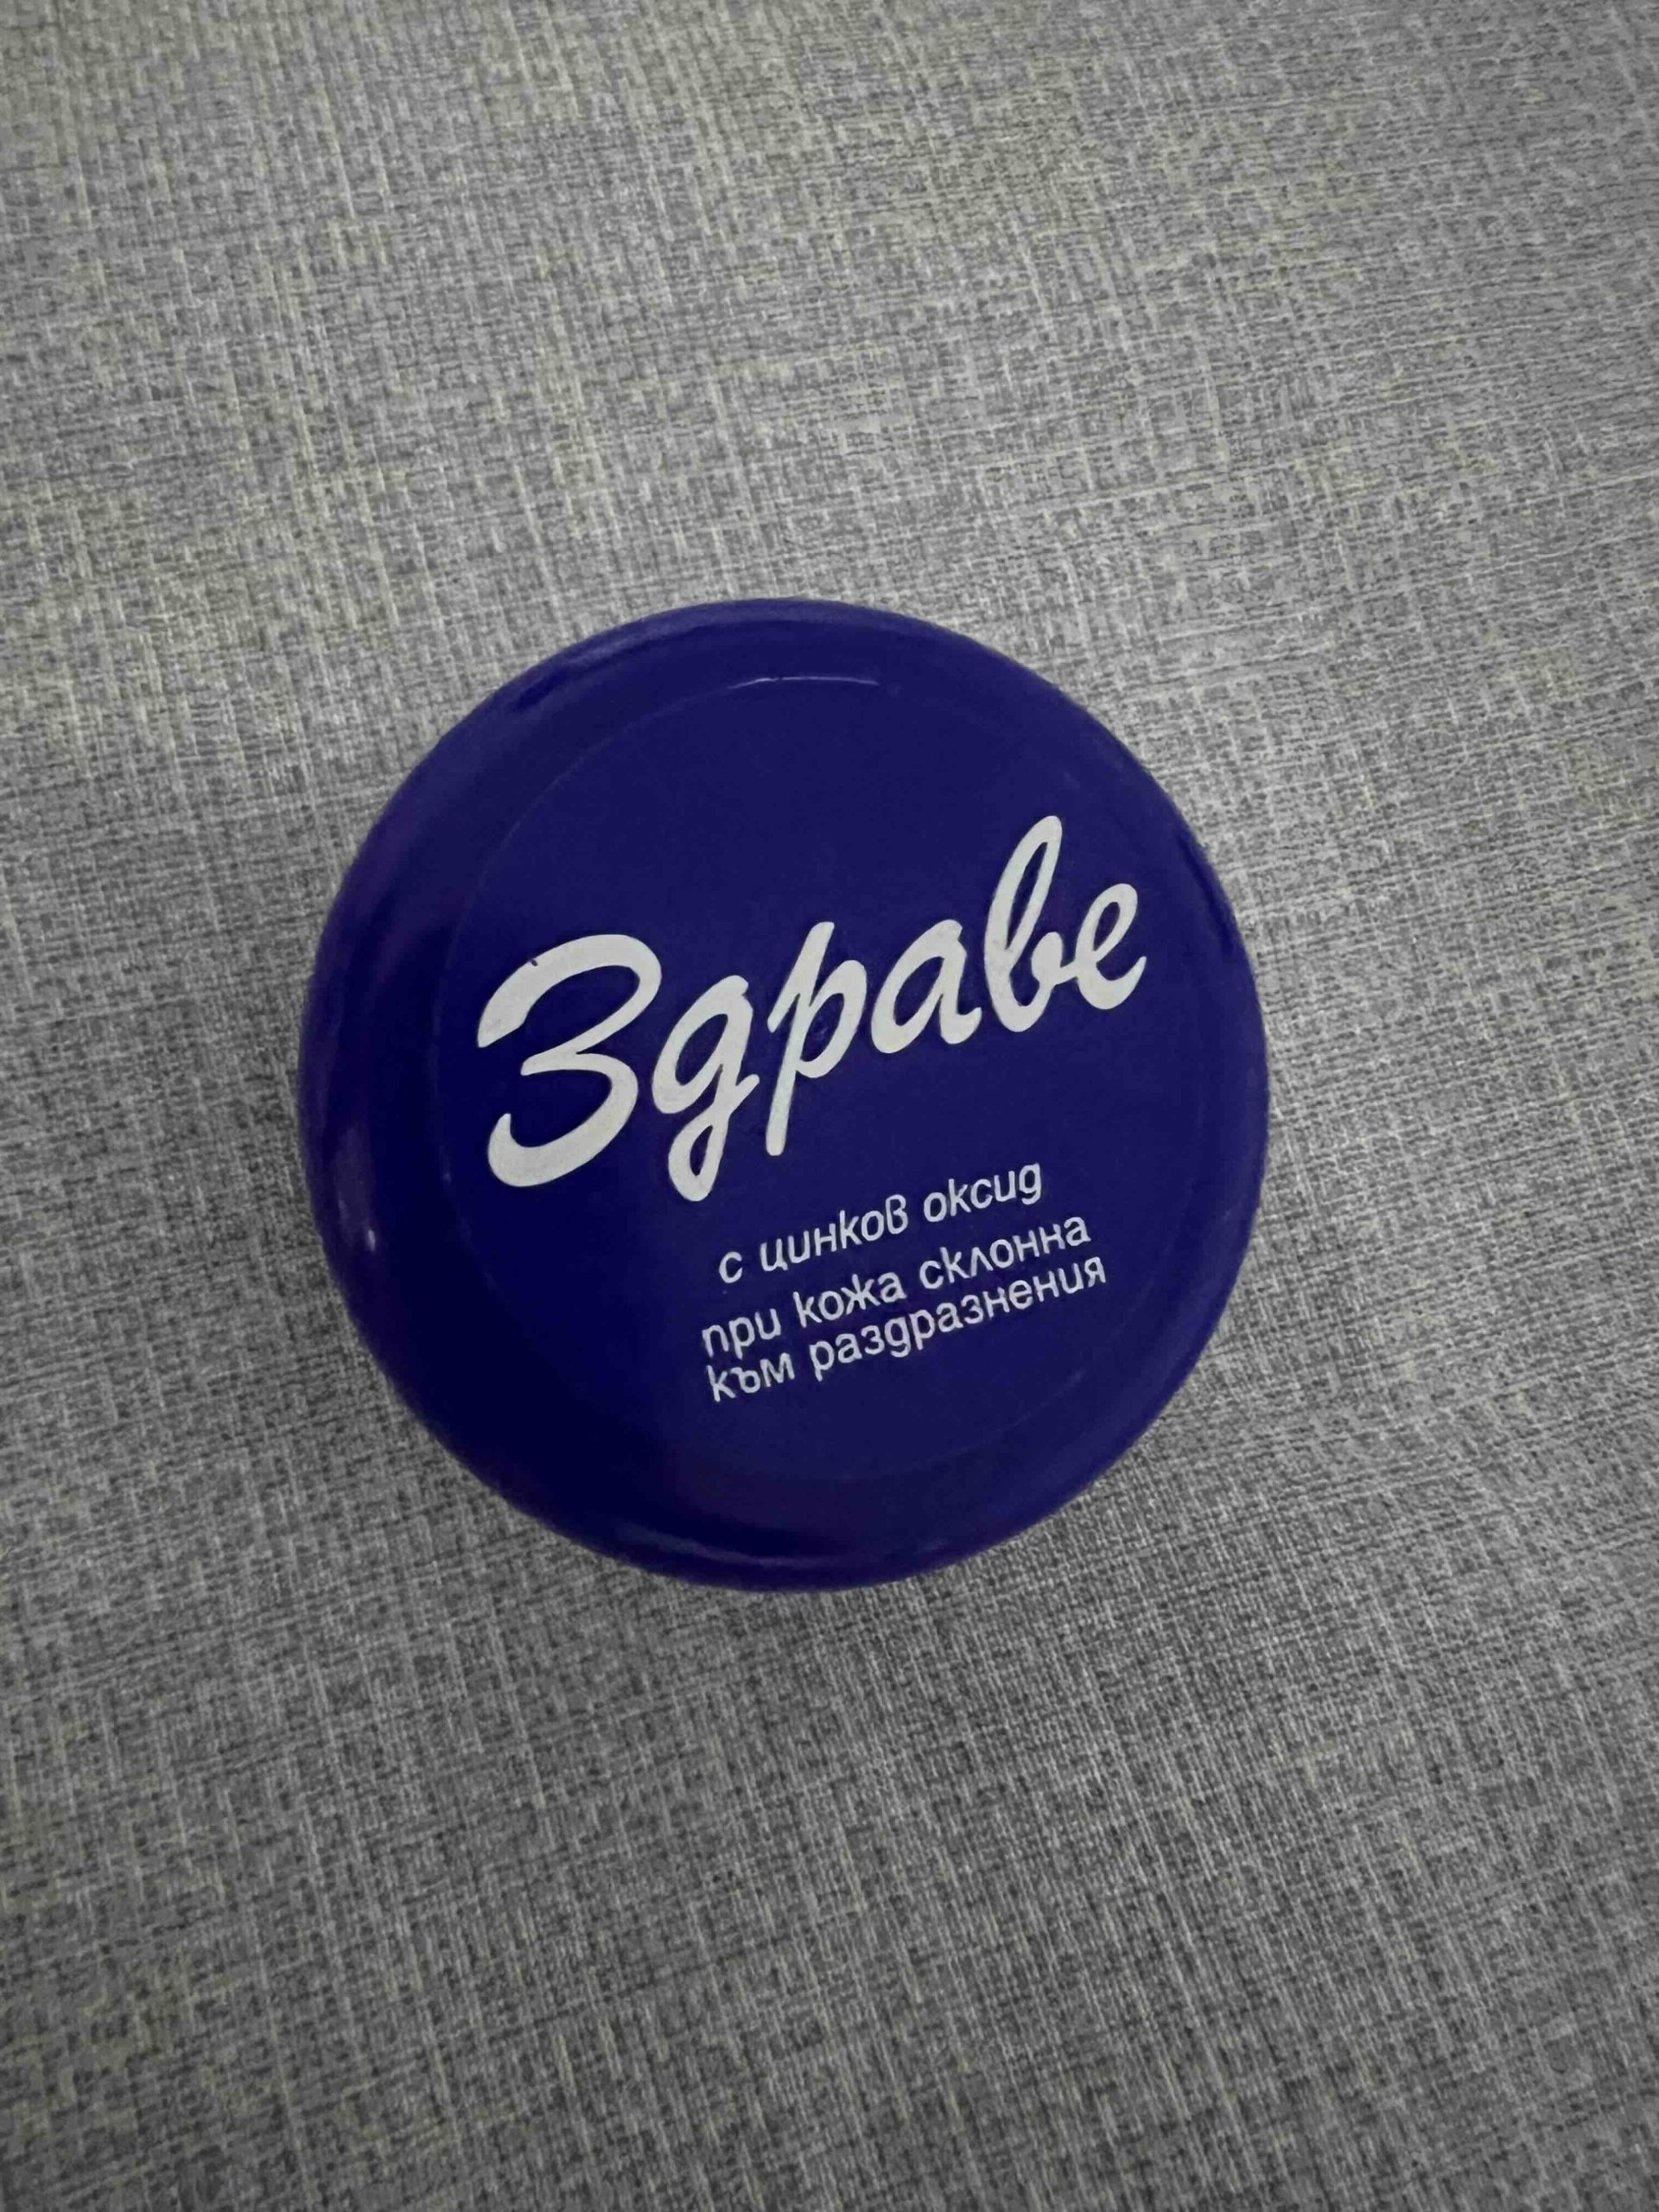 Здраве
с цинков оксид
при кожа склонна
към раздразнения